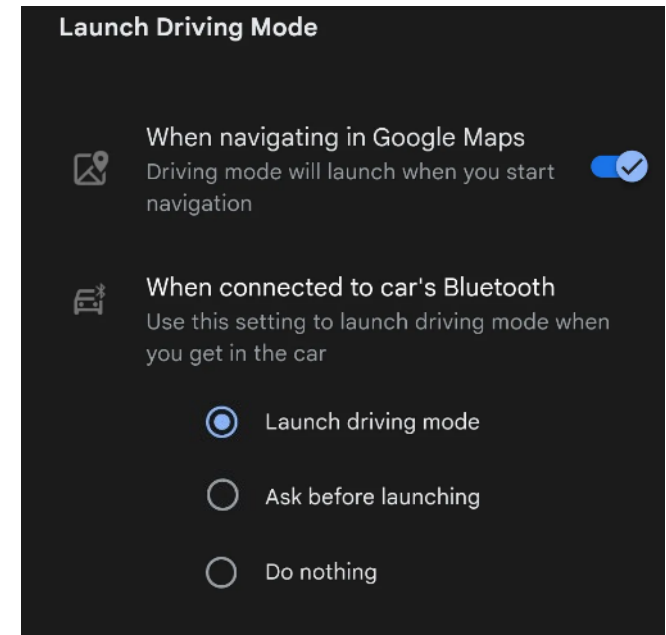 Launch Driving Mode
When navigating in Google Maps
Driving mode will launch when you start
navigation
When connected to car's Bluetooth
Use this setting to launch driving mode when
you get in the car
Launch driving mode
Ask before launching
Do nothing